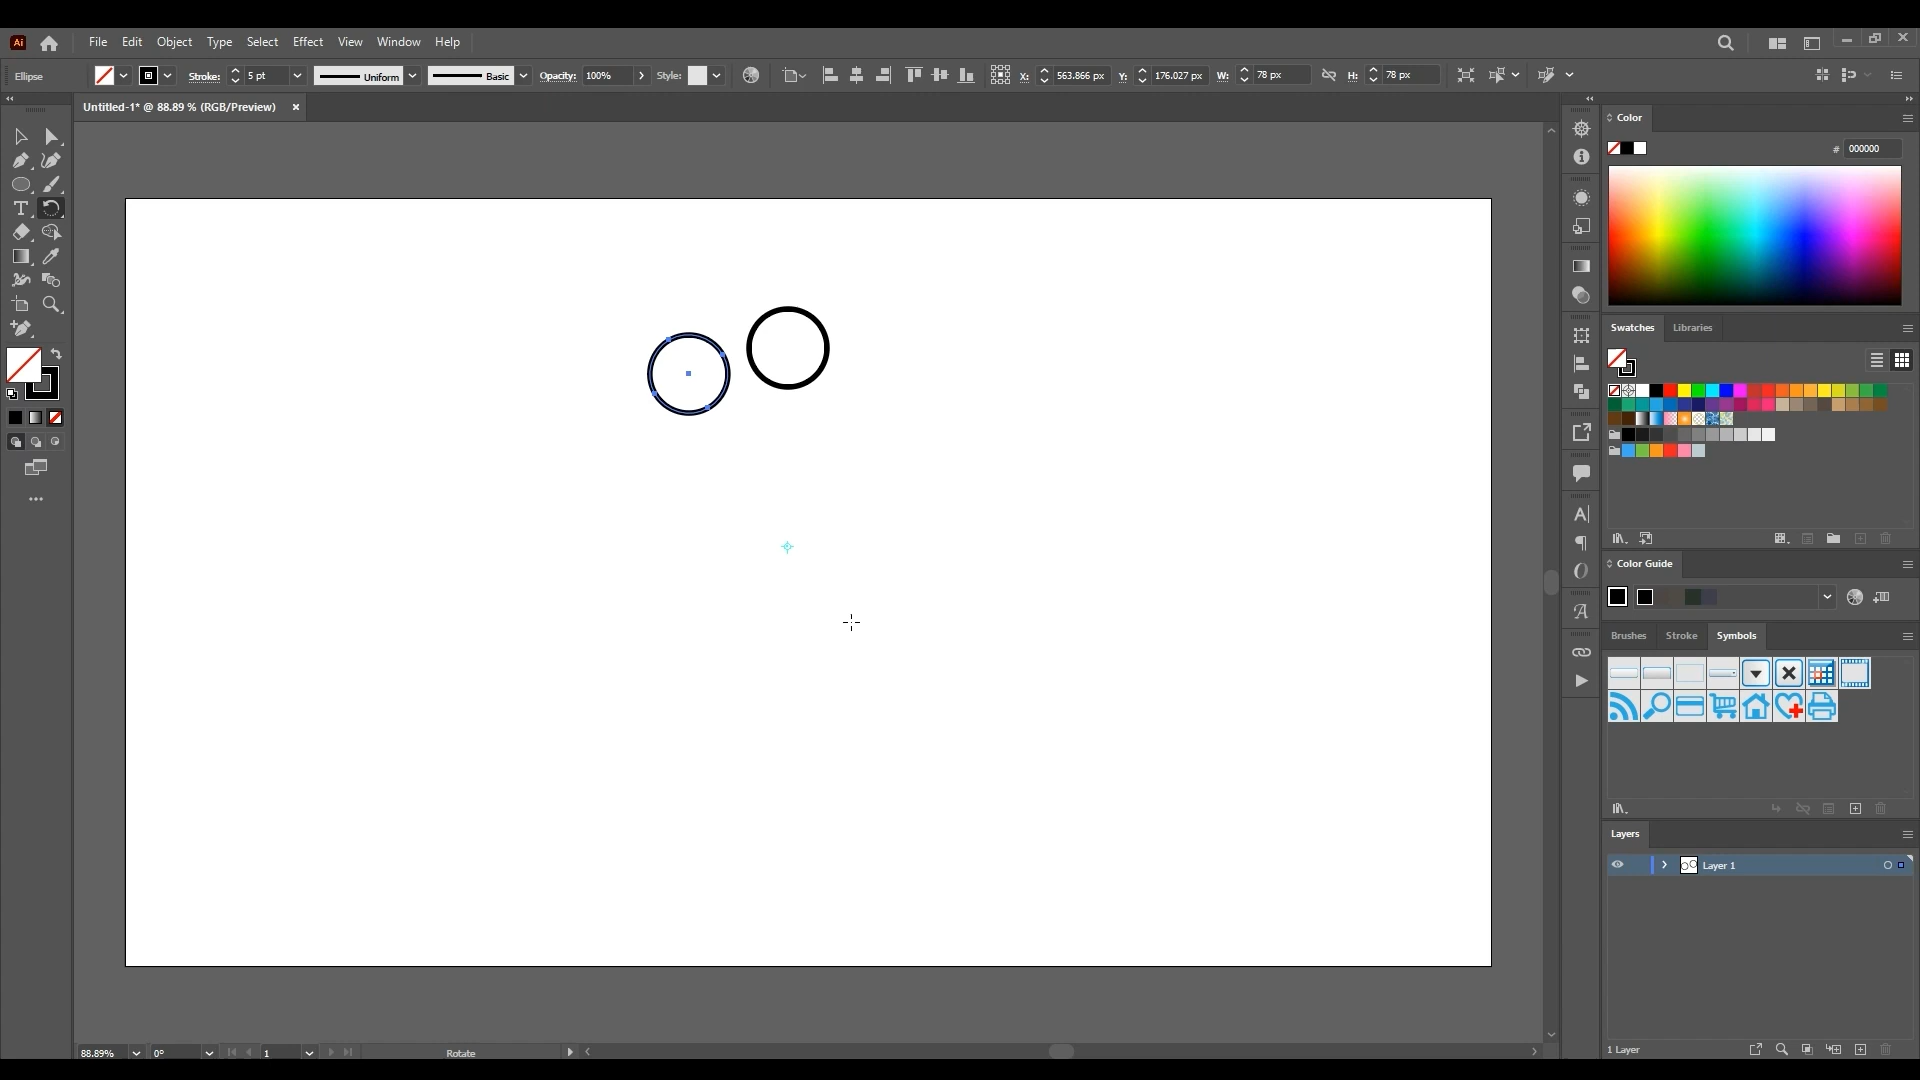 Ai File Edit Object Type Select Effect View Window Help
Ellipse Stroke: 5 pt Uniform Basic Opacity: 100% Style: X: 563.866 px Y: 176.027 px W: 78 px H: 78 px
Untitled-1* @ 88.89 % (RGB/Preview) ×
Color
# 000000
Swatches Libraries
Color Guide
Brushes Stroke Symbols
Layers
Layer 1
1 Layer
88.89% 0° 1 Rotate